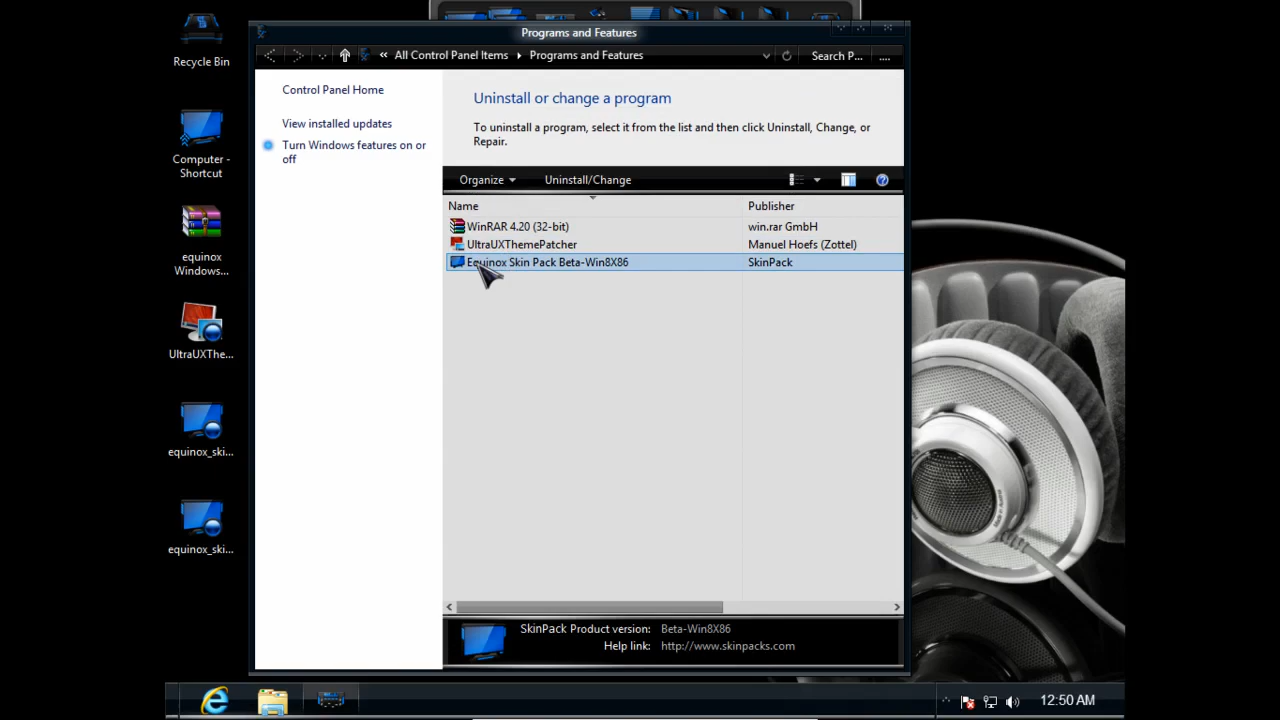 Recycle Bin
Computer -
Shortcut
equinox
Windows...
UltraUXThe...
equinox_ski...
equinox_ski...
Programs and Features
« All Control Panel Items ▸ Programs and Features
Search P...
Control Panel Home
View installed updates
Turn Windows features on or
off
Uninstall or change a program
To uninstall a program, select it from the list and then click Uninstall, Change, or
Repair.
Organize
Uninstall/Change
Name Publisher
WinRAR 4.20 (32-bit) win.rar GmbH
UltraUXThemePatcher Manuel Hoefs (Zottel)
Equinox Skin Pack Beta-Win8X86 SkinPack
SkinPack Product version: Beta-Win8X86
Help link: http://www.skinpacks.com
12:50 AM